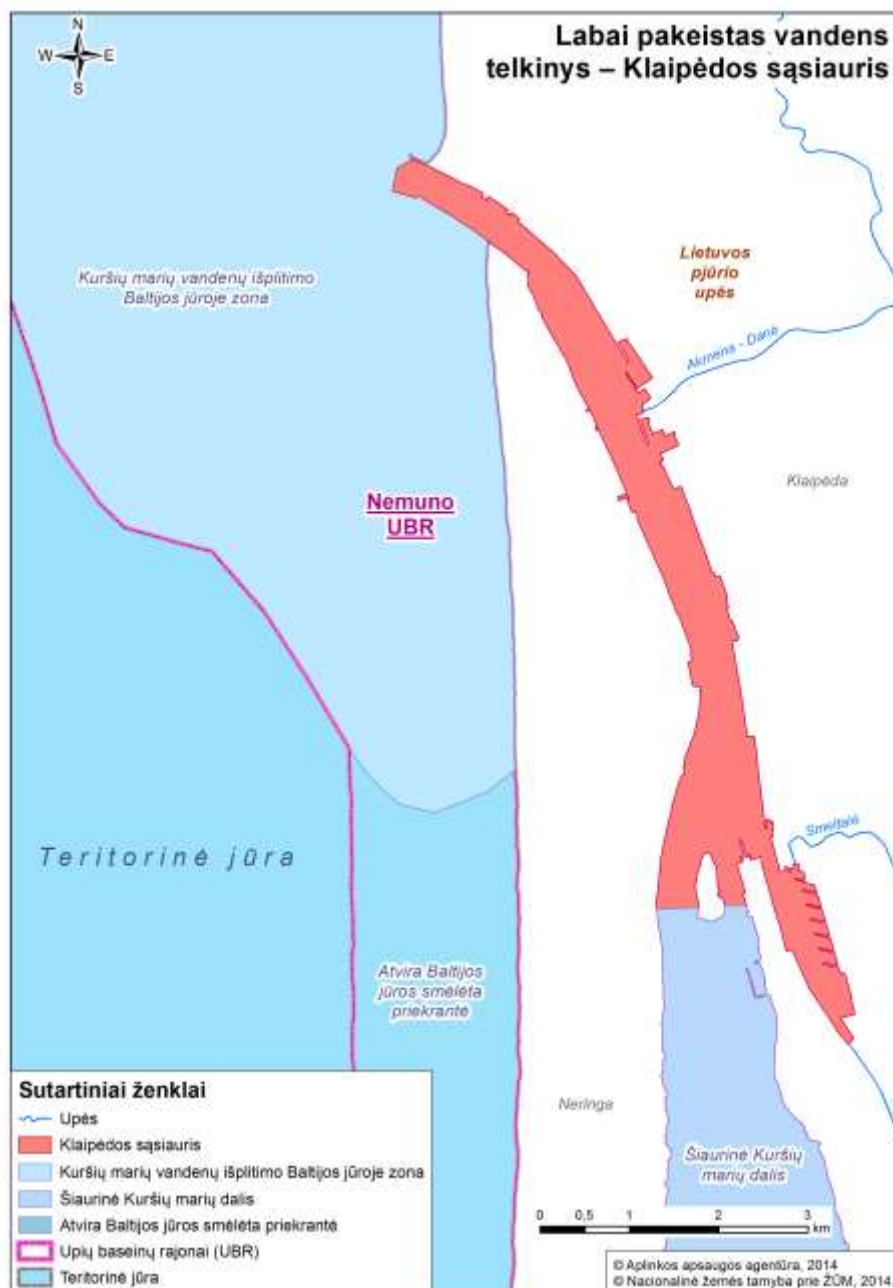 Labai pakeistas vandens
telkinys – Klaipėdos sąsiauris
N
W E
S
Kuršių marių vandenų išplitimo
Baltijos jūroje zona
Lietuvos
pjūrio
upės
Akmena - Danė
Klaipėda
Nemuno
UBR
Teritorinė jūra
Smeltalė
Atvira Baltijos
jūros smėlėta
priekrantė
Neringa
Šiaurinė Kuršių
marių dalis
Sutartiniai ženklai
Upės
Klaipėdos sąsiauris
Kuršių marių vandenų išplitimo Baltijos jūroje zona
Šiaurinė Kuršių marių dalis
Atvira Baltijos jūros smėlėta priekrantė
Upių baseinų rajonai (UBR)
Teritorinė jūra
0 0,5 1 2 3
km
© Aplinkos apsaugos agentūra, 2014
© Nacionalinė žemės tarnyba prie ŽŪM, 2014